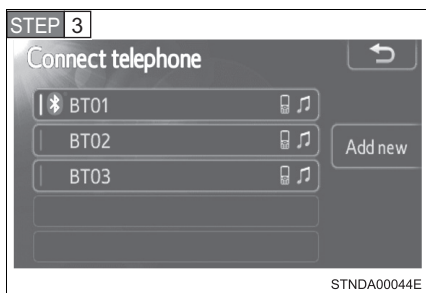 STEP 3
Connect telephone
BT01
BT02
Add new
BT03
STNDA00044E